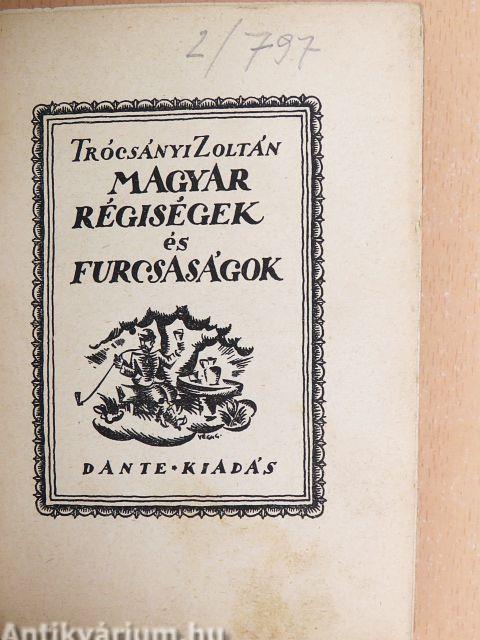 2/797
TRÓCSÁNYI ZOLTÁN
MAGYAR
RÉGISÉGEK
és
FURCSASÁGOK
DANTE • KIADÁS
Antikvárium.hu